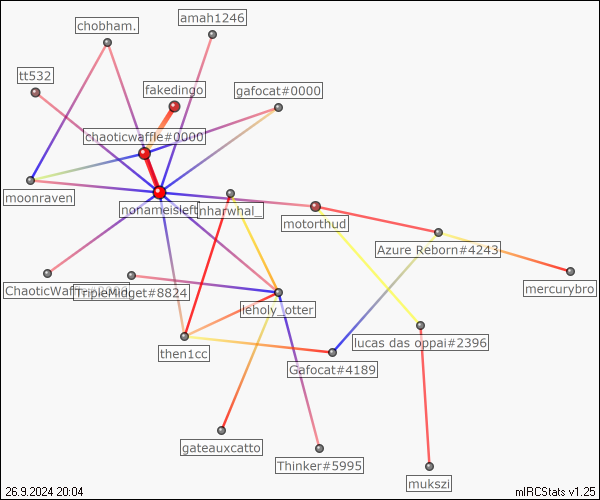 amah1246
chobham.
tt532
fakedingo
gafocat#0000
chaoticwaffle#0000
moonraven
nonameisleft
nharwhal_
motorthud
Azure Reborn#4243
mercurybro
TripleMidget#8824
leholy_otter
lucas das oppai#2396
then1cc
Gafocat#4189
gateauxcatto
Thinker#5995
mukszi
26.9.2024 20:04
mIRCStats v1.25